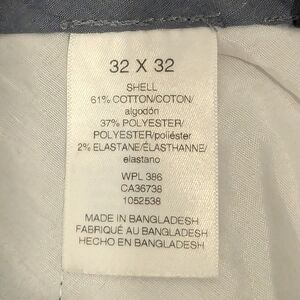 32 X 32
SHELL
61% COTTON/COTON/
algodón
37% POLYESTER/
POLYESTER/poliéster
2% ELASTANE/ÉLASTHANNE/
elastano
WPL 386
CA36738
1052538
MADE IN BANGLADESH
FABRIQUÉ AU BANGLADESH
HECHO EN BANGLADESH